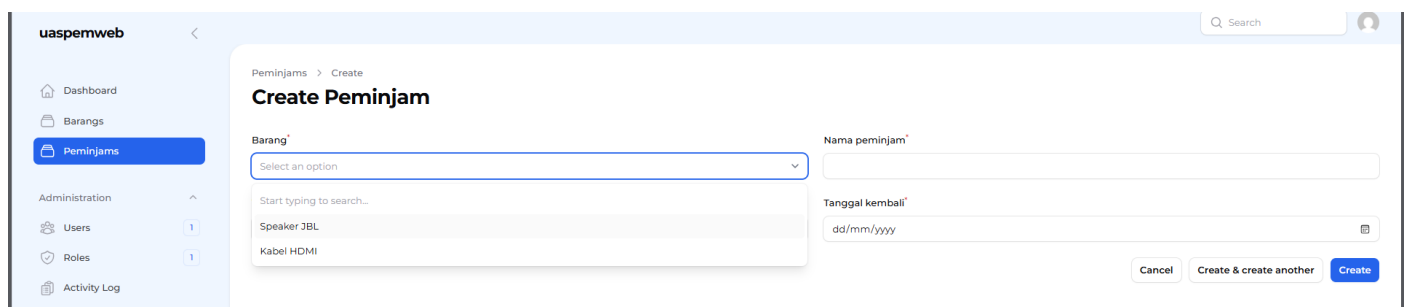 uaspemweb
Search
Dashboard
Barangs
Peminjams
Administration
Users 1
Roles 1
Activity Log
Peminjams > Create
Create Peminjam
Barang*
Select an option
Start typing to search...
Speaker JBL
Kabel HDMI
Nama peminjam*
Tanggal kembali*
dd/mm/yyyy
Cancel Create & create another Create